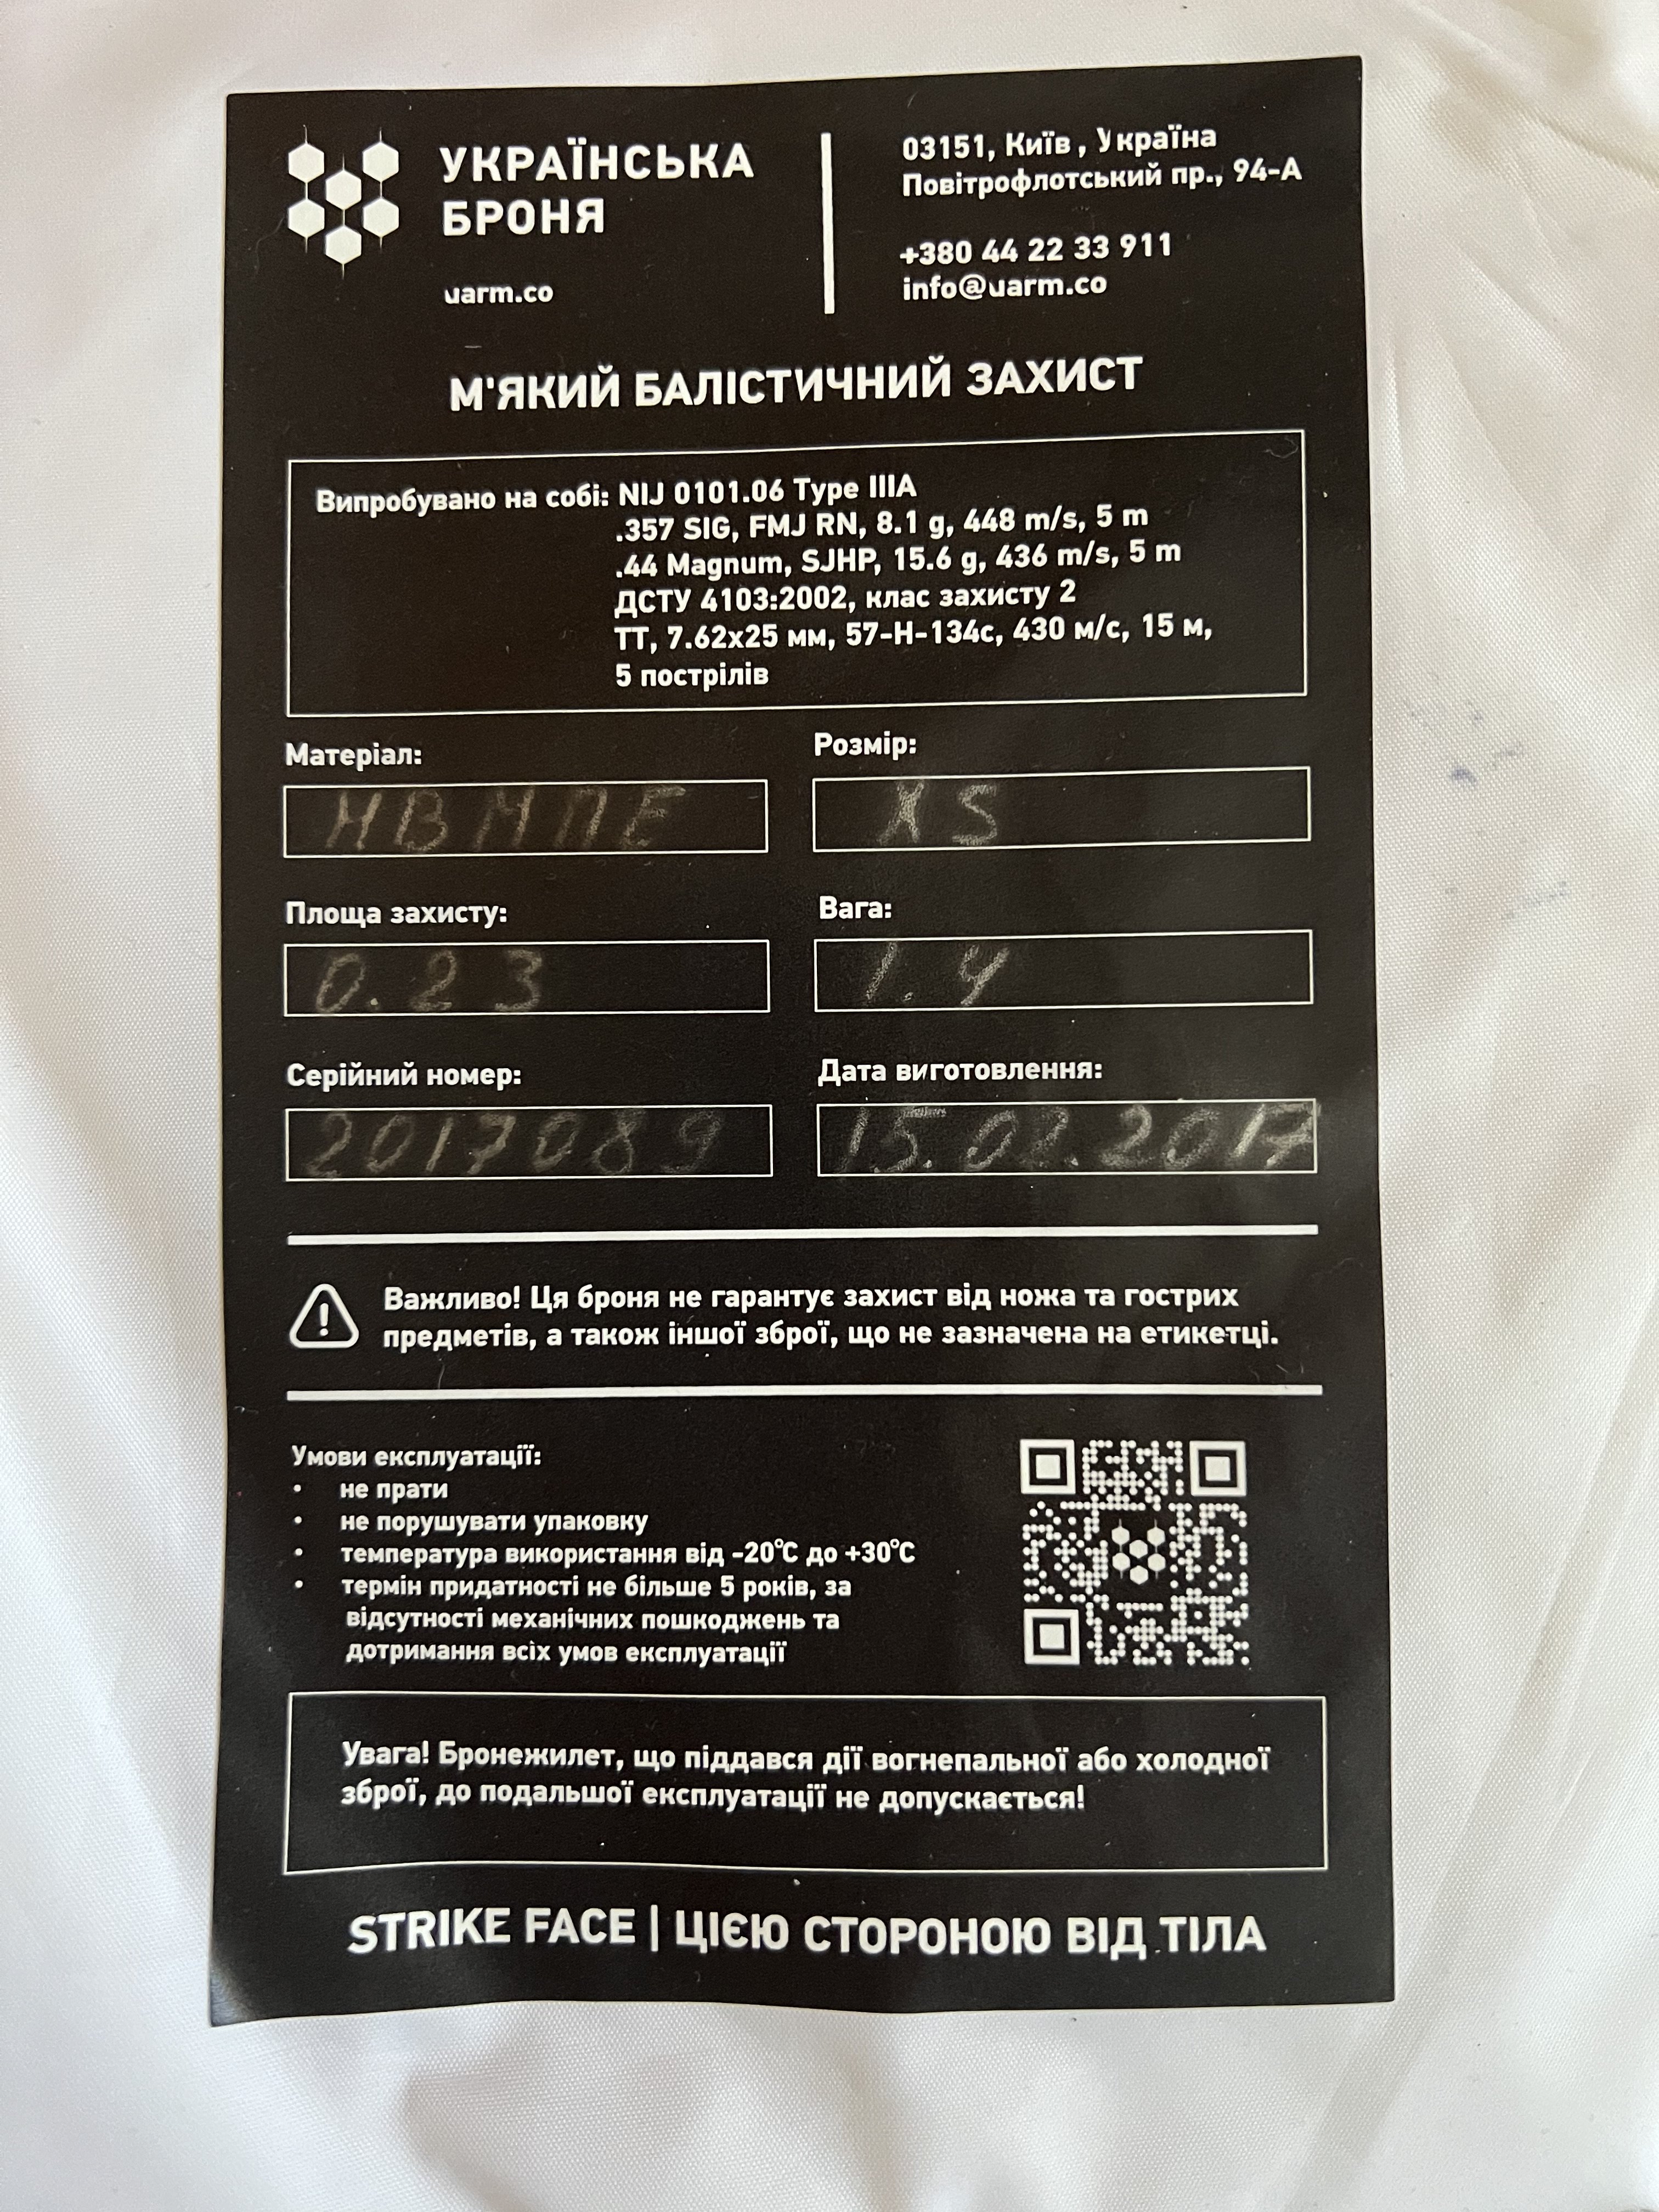 УКРАЇНСЬКА
БРОНЯ
uarm.co
03151, Київ, Україна
Повітрофлотський пр., 94-А
+380 44 22 33 911
info@uarm.co
М'ЯКИЙ БАЛІСТИЧНИЙ ЗАХИСТ
Випробувано на собі: NIJ 0101.06 Type IIIA
.357 SIG, FMJ RN, 8.1 g, 448 m/s, 5 m
.44 Magnum, SJHP, 15.6 g, 436 m/s, 5 m
ДСТУ 4103:2002, клас захисту 2
ТТ, 7.62х25 мм, 57-Н-134с, 430 м/с, 15 м,
5 пострілів
Матеріал:
НВМПЕ
Розмір:
XS
Площа захисту:
0.23
Вага:
1.4
Серійний номер:
2017089
Дата виготовлення:
15.02.2017
Важливо! Ця броня не гарантує захист від ножа та гострих
предметів, а також іншої зброї, що не зазначена на етикетці.
Умови експлуатації:
• не прати
• не порушувати упаковку
• температура використання від -20°С до +30°С
• термін придатності не більше 5 років, за
відсутності механічних пошкоджень та
дотримання всіх умов експлуатації
Увага! Бронежилет, що піддався дії вогнепальної або холодної
зброї, до подальшої експлуатації не допускається!
STRIKE FACE | ЦІЄЮ СТОРОНОЮ ВІД ТІЛА